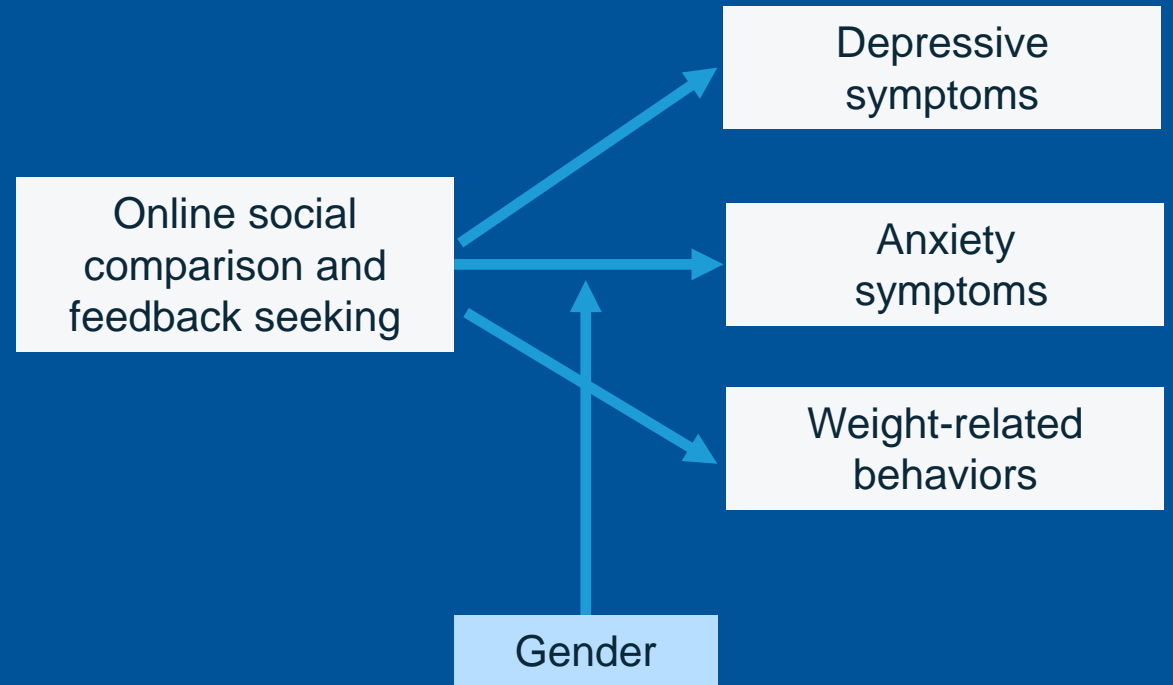 Depressive
symptoms
Online social
comparison and
feedback seeking
Anxiety
symptoms
Weight-related
behaviors
Gender